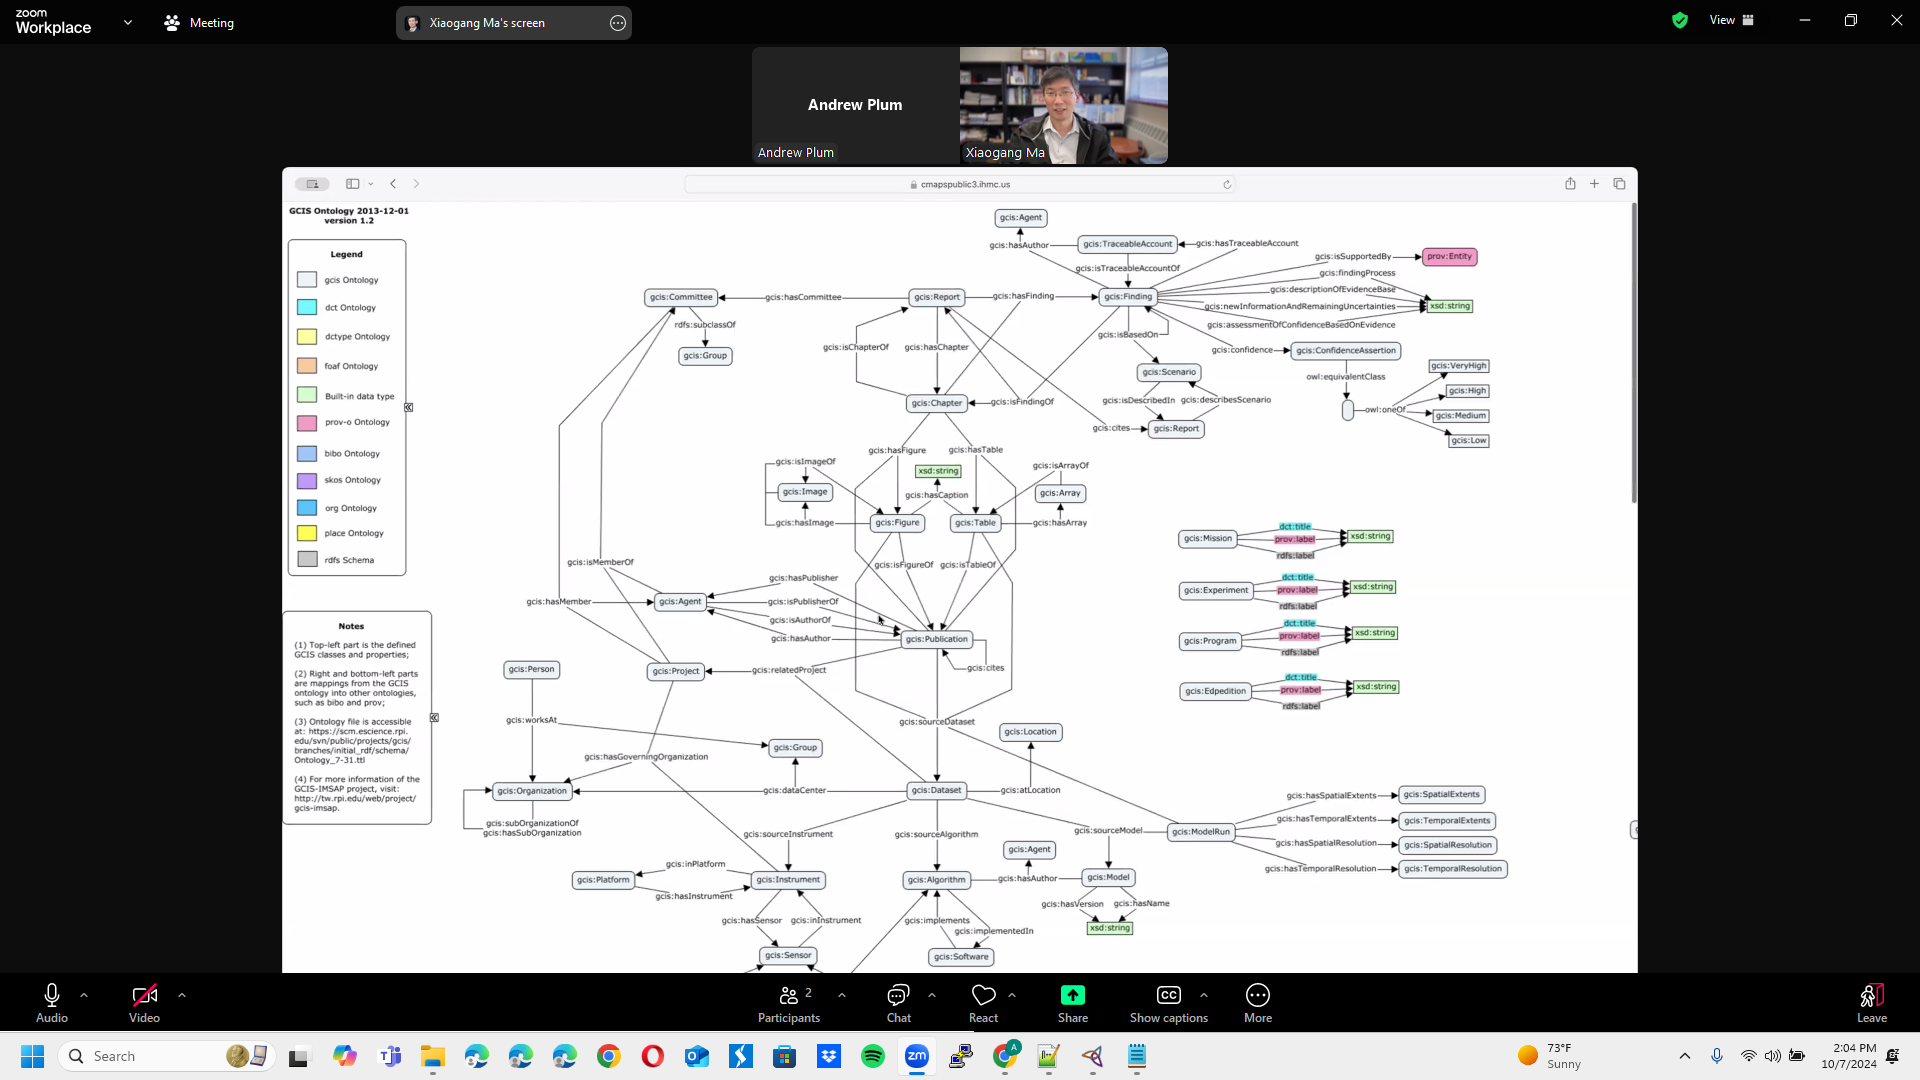 zoom
Workplace
Meeting
Xiaogang Ma's screen
View
Andrew Plum
Andrew Plum
Xiaogang Ma
cmapspublic3.ihmc.us
GCIS Ontology 2013-12-01
version 1.2
Legend
gcis Ontology
dct Ontology
dctype Ontology
foaf Ontology
Built-in data type
prov-o Ontology
bibo Ontology
skos Ontology
org Ontology
place Ontology
rdfs Schema
Notes
(1) Top-left part is the defined
GCIS classes and properties;
(2) Right and bottom-left parts
are mappings from the GCIS
ontology into other ontologies,
such as bibo and prov;
(3) Ontology file is accessible
at: https://scm.escience.rpi.
edu/svn/public/projects/gcis/
branches/initial_rdf/schema/
Ontology_7-31.ttl
(4) For more information of the
GCIS-IMSAP project, visit:
http://tw.rpi.edu/web/project/
gcis-imsap.
gcis:Agent
gcis:hasAuthor
gcis:TraceableAccount
gcis:hasTraceableAccount
gcis:isTraceableAccountOf
gcis:isSupportedBy
prov:Entity
gcis:findingProcess
gcis:descriptionOfEvidenceBase
gcis:newInformationAndRemainingUncertainties
xsd:string
gcis:assessmentOfConfidenceBasedOnEvidence
gcis:Committee
gcis:hasCommittee
gcis:Report
gcis:hasFinding
gcis:Finding
rdfs:subclassOf
gcis:Group
gcis:isChapterOf
gcis:hasChapter
gcis:isBasedOn
gcis:confidence
gcis:ConfidenceAssertion
gcis:Scenario
owl:equivalentClass
gcis:VeryHigh
gcis:High
gcis:Medium
gcis:Low
owl:oneOf
gcis:Chapter
gcis:isFindingOf
gcis:isDescribedIn
gcis:describesScenario
gcis:cites
gcis:Report
gcis:hasFigure
gcis:hasTable
gcis:isImageOf
xsd:string
gcis:isArrayOf
gcis:Image
gcis:hasCaption
gcis:Array
gcis:hasImage
gcis:Figure
gcis:Table
gcis:hasArray
gcis:isFigureOf
gcis:isTableOf
gcis:Mission
dct:title
prov:label
rdfs:label
xsd:string
gcis:Experiment
dct:title
prov:label
rdfs:label
xsd:string
gcis:Program
dct:title
prov:label
rdfs:label
xsd:string
gcis:Edpedition
dct:title
prov:label
rdfs:label
xsd:string
gcis:isMemberOf
gcis:hasMember
gcis:Agent
gcis:hasPublisher
gcis:isPublisherOf
gcis:isAuthorOf
gcis:hasAuthor
gcis:Publication
gcis:cites
gcis:Person
gcis:Project
gcis:relatedProject
gcis:worksAt
gcis:sourceDataset
gcis:Location
gcis:Group
gcis:hasGoverningOrganization
gcis:Organization
gcis:dataCenter
gcis:Dataset
gcis:atLocation
gcis:subOrganizationOf
gcis:hasSubOrganization
gcis:sourceInstrument
gcis:sourceAlgorithm
gcis:sourceModel
gcis:ModelRun
gcis:hasSpatialExtents
gcis:SpatialExtents
gcis:hasTemporalExtents
gcis:TemporalExtents
gcis:hasSpatialResolution
gcis:SpatialResolution
gcis:hasTemporalResolution
gcis:TemporalResolution
gcis:Agent
gcis:inPlatform
gcis:Platform
gcis:Instrument
gcis:hasInstrument
gcis:Algorithm
gcis:hasAuthor
gcis:Model
gcis:hasVersion
gcis:hasName
gcis:hasSensor
gcis:inInstrument
gcis:implements
gcis:implementedIn
xsd:string
gcis:Sensor
gcis:Software
Audio
Video
2
Participants
Chat
React
Share
CC
Show captions
More
Leave
Search
zm
A
73°F
Sunny
2:04 PM
10/7/2024